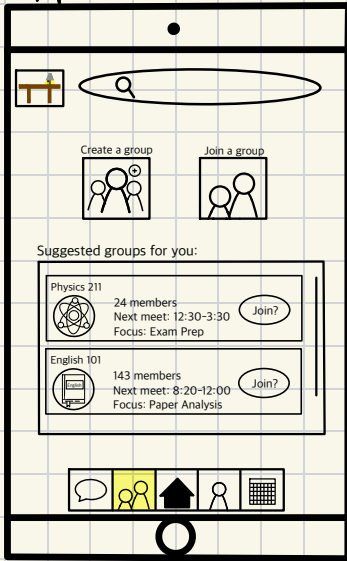 Create a group
Join a group
Suggested groups for you:
Physics 211
24 members
Next meet: 12:30-3:30
Focus: Exam Prep
Join?
English 101
English
143 members
Next meet: 8:20-12:00
Focus: Paper Analysis
Join?